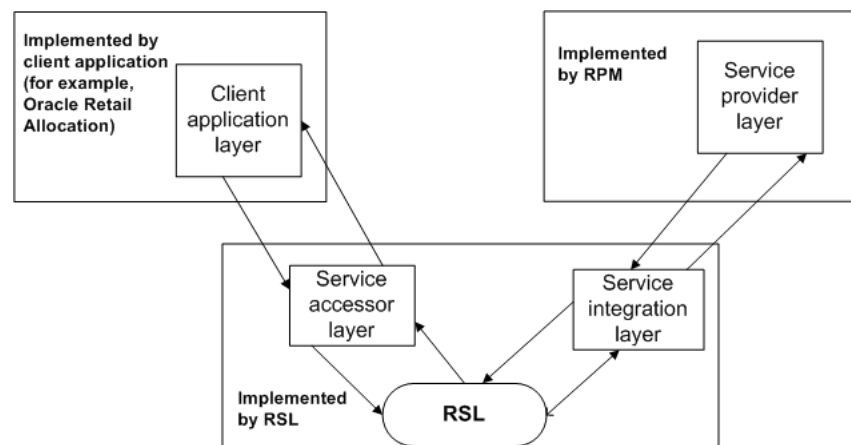 Implemented by
client application
(for example,
Oracle Retail
Allocation)
Client
application
layer
Implemented
by RPM
Service
provider
layer
Service
accessor
layer
Service
integration
layer
Implemented
by RSL
RSL